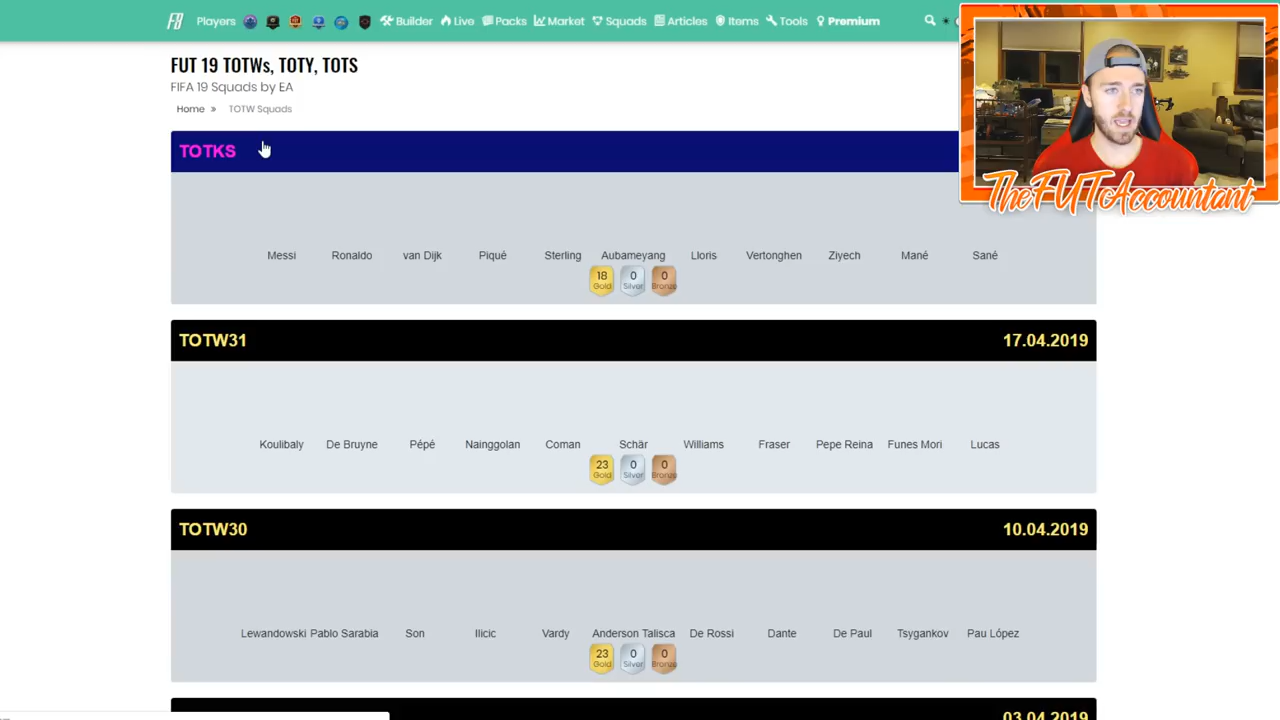 FB Players Builder Live Packs Market Squads Articles Items Tools Premium
FUT 19 TOTWs, TOTY, TOTS
FIFA 19 Squads by EA
Home » TOTW Squads
TheFUTAccountant
TOTKS
Messi Ronaldo van Dijk Piqué Sterling Aubameyang Lloris Vertonghen Ziyech Mané Sané
18 0 0
Gold Silver Bronze
TOTW31 17.04.2019
Koulibaly De Bruyne Pépé Nainggolan Coman Schär Williams Fraser Pepe Reina Funes Mori Lucas
23 0 0
Gold Silver Bronze
TOTW30 10.04.2019
Lewandowski Pablo Sarabia Son Ilicic Vardy Anderson Talisca De Rossi Dante De Paul Tsygankov Pau López
23 0 0
Gold Silver Bronze
03.04.2019